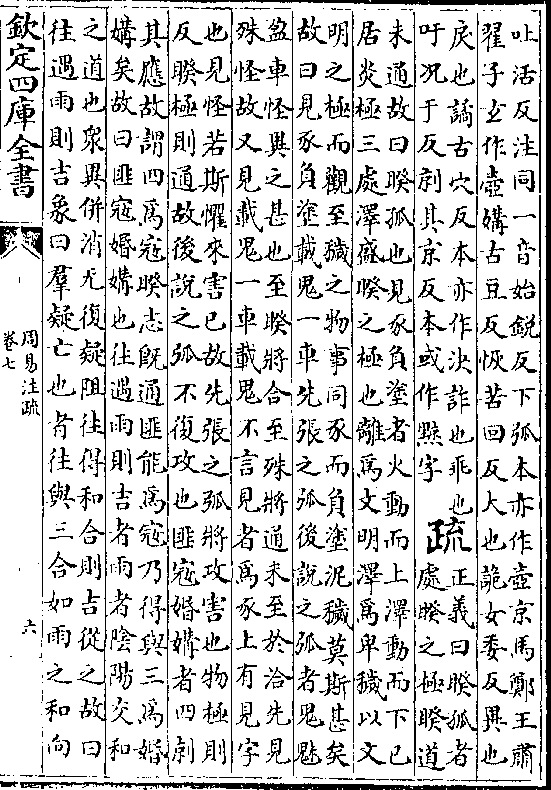 吐活反注同一音始銳反下弧本亦作壺京馬鄭王肅
翟子𤣥作壺媾古豆反恢苦回反大也詭女委反異也
戾也譎古穴反本亦作決詐也乖也
吁况于反剠其京反本或作黥字
疏
正義曰睽孤者
處睽之極睽道
未通故曰睽孤也見豕負塗者火動而上澤動而下己
居炎極三處澤盛睽之極也離為文明澤為卑穢以文
明之極而觀至穢之物事同豕而負塗泥穢莫斯甚矣
故曰見豕負塗載鬼一車先張之弧後說之弧者鬼魅
盈車怪異之甚也至睽將合至殊將通未至於洽先見
殊怪故又見載鬼一車載鬼不言見者為豕上有見字
也見怪若斯懼來害己故先張之弧將攻害也物極則
反睽極則通故後說之弧不復攻也匪宼婚媾者四剠
其應故謂四為宼睽志既通匪能為宼乃得與三為婚
媾矣故曰匪宼婚媾也往遇雨則吉者雨者陰陽交和
之道也衆異併消无復疑阻往得和合則吉從之故曰
往遇雨則吉象曰羣疑亡也者往與三合如雨之和向
欽定四庫全書
周易注疏
卷七
六